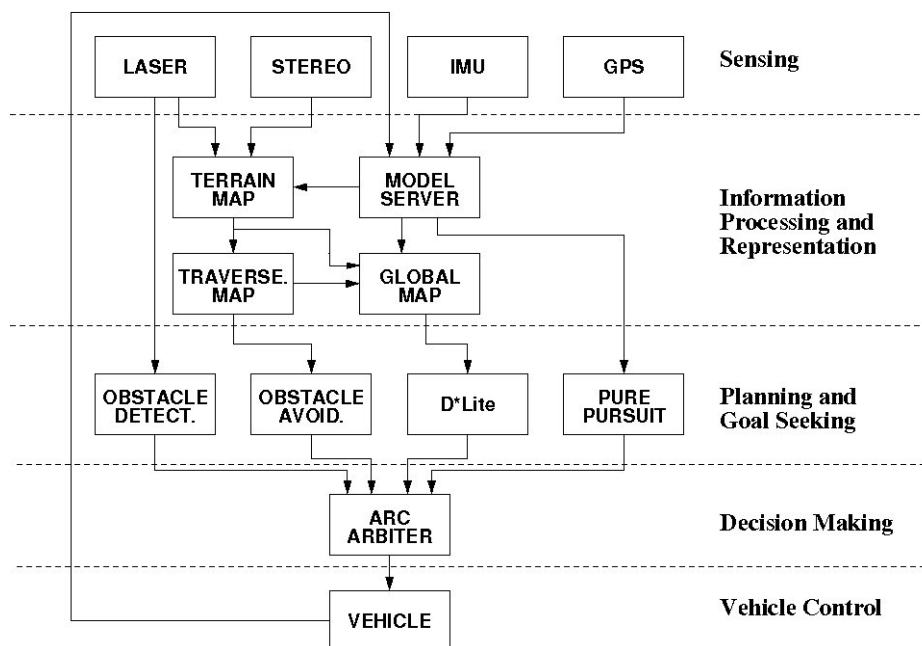 LASER
STEREO
IMU
GPS
Sensing
TERRAIN
MAP
MODEL
SERVER
Information
Processing and
Representation
TRAVERSE.
MAP
GLOBAL
MAP
OBSTACLE
DETECT.
OBSTACLE
AVOID.
D*Lite
PURE
PURSUIT
Planning and
Goal Seeking
ARC
ARBITER
Decision Making
VEHICLE
Vehicle Control